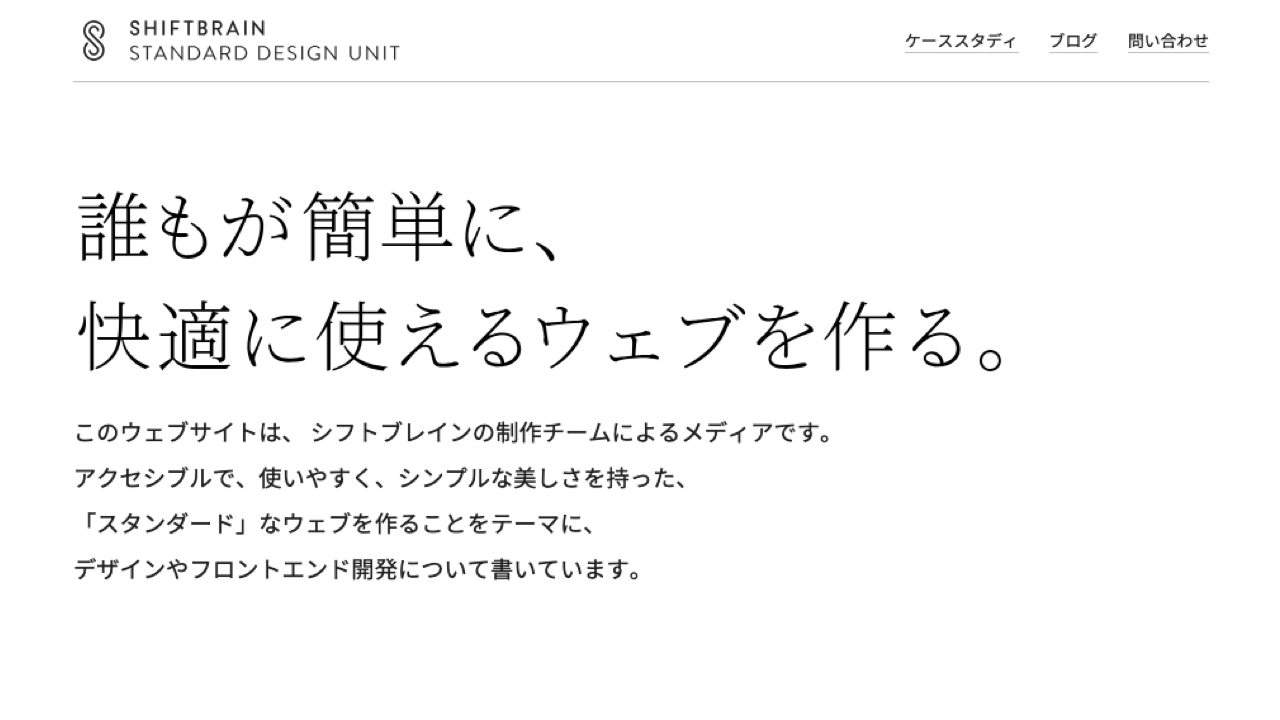 SHIFTBRAIN
STANDARD DESIGN UNIT
ケーススタディ
ブログ
問い合わせ
誰もが簡単に、
快適に使えるウェブを作る。
このウェブサイトは、 シフトブレインの制作チームによるメディアです。
アクセシブルで、使いやすく、シンプルな美しさを持った、
「スタンダード」なウェブを作ることをテーマに、
デザインやフロントエンド開発について書いています。